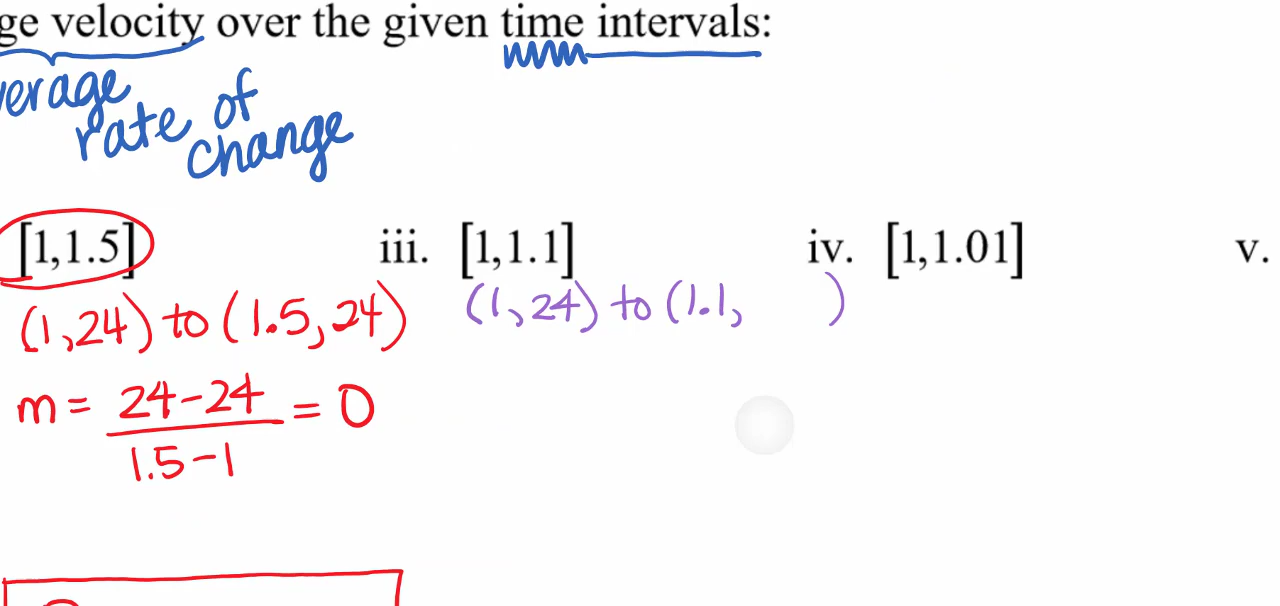 ge velocity over the given time intervals:
verage
rate of
change
[1,1.5] iii. [1,1.1] iv. [1,1.01] v.
(1,24) to (1.5,24) (1,24) to (1.1, )
m = 24-24 / 1.5-1 = 0